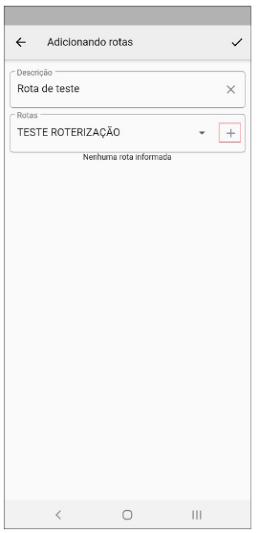 Adicionando rotas
Descrição
Rota de teste
Rotas
TESTE ROTERIZAÇÃO
Nenhuma rota informada